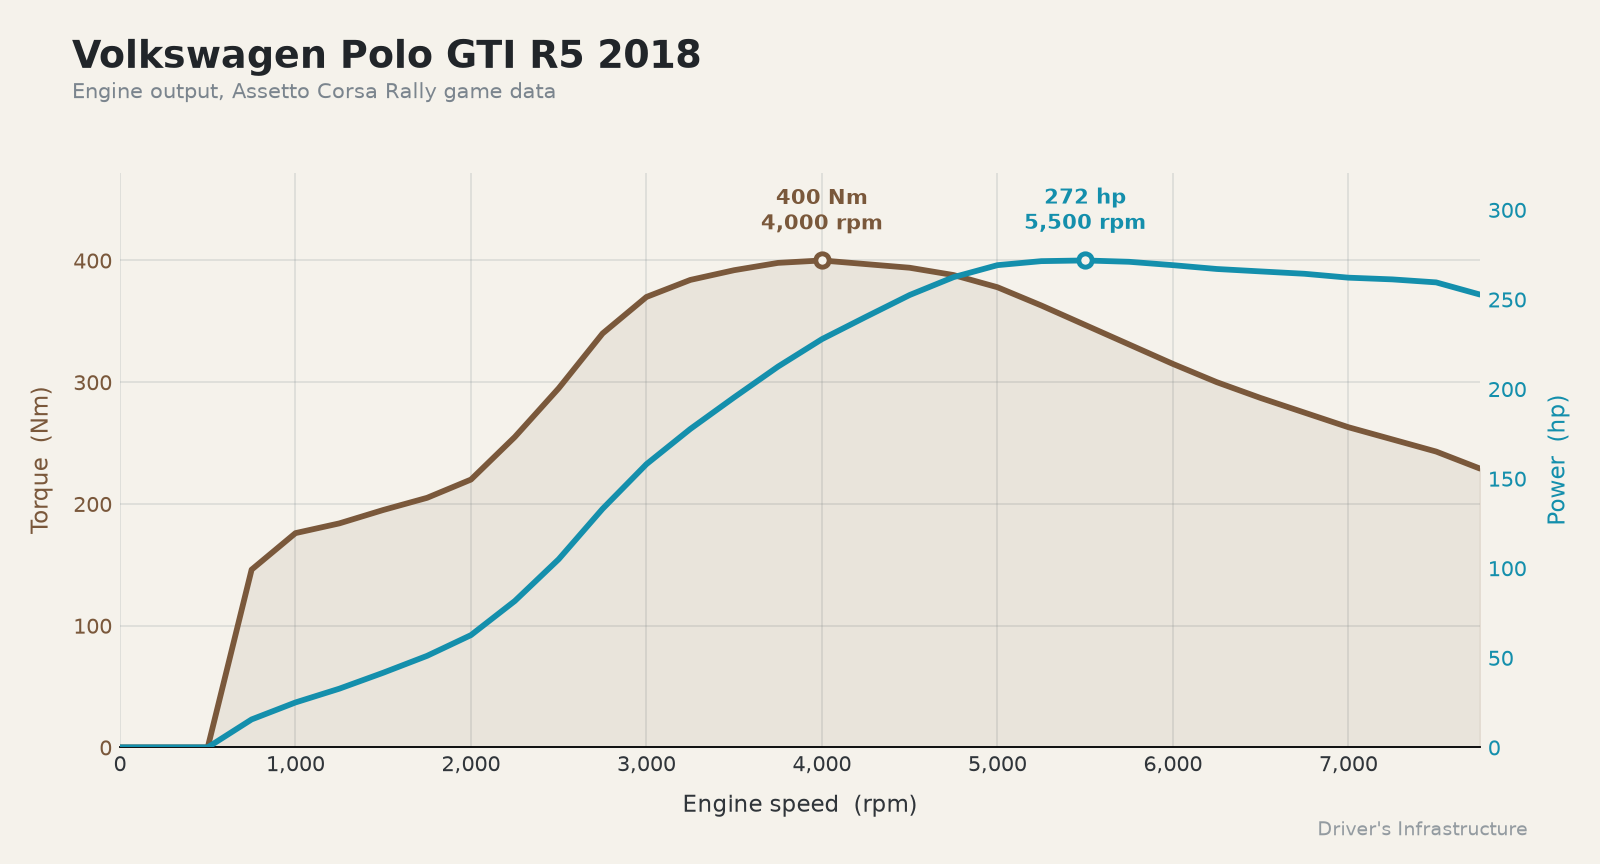 Volkswagen Polo GTI R5 2018
Engine output, Assetto Corsa Rally game data
400 Nm
4,000 rpm
272 hp
5,500 rpm
400
300
200
100
0
Torque (Nm)
300
250
200
150
100
50
0
Power (hp)
0 1,000 2,000 3,000 4,000 5,000 6,000 7,000
Engine speed (rpm)
Driver's Infrastructure